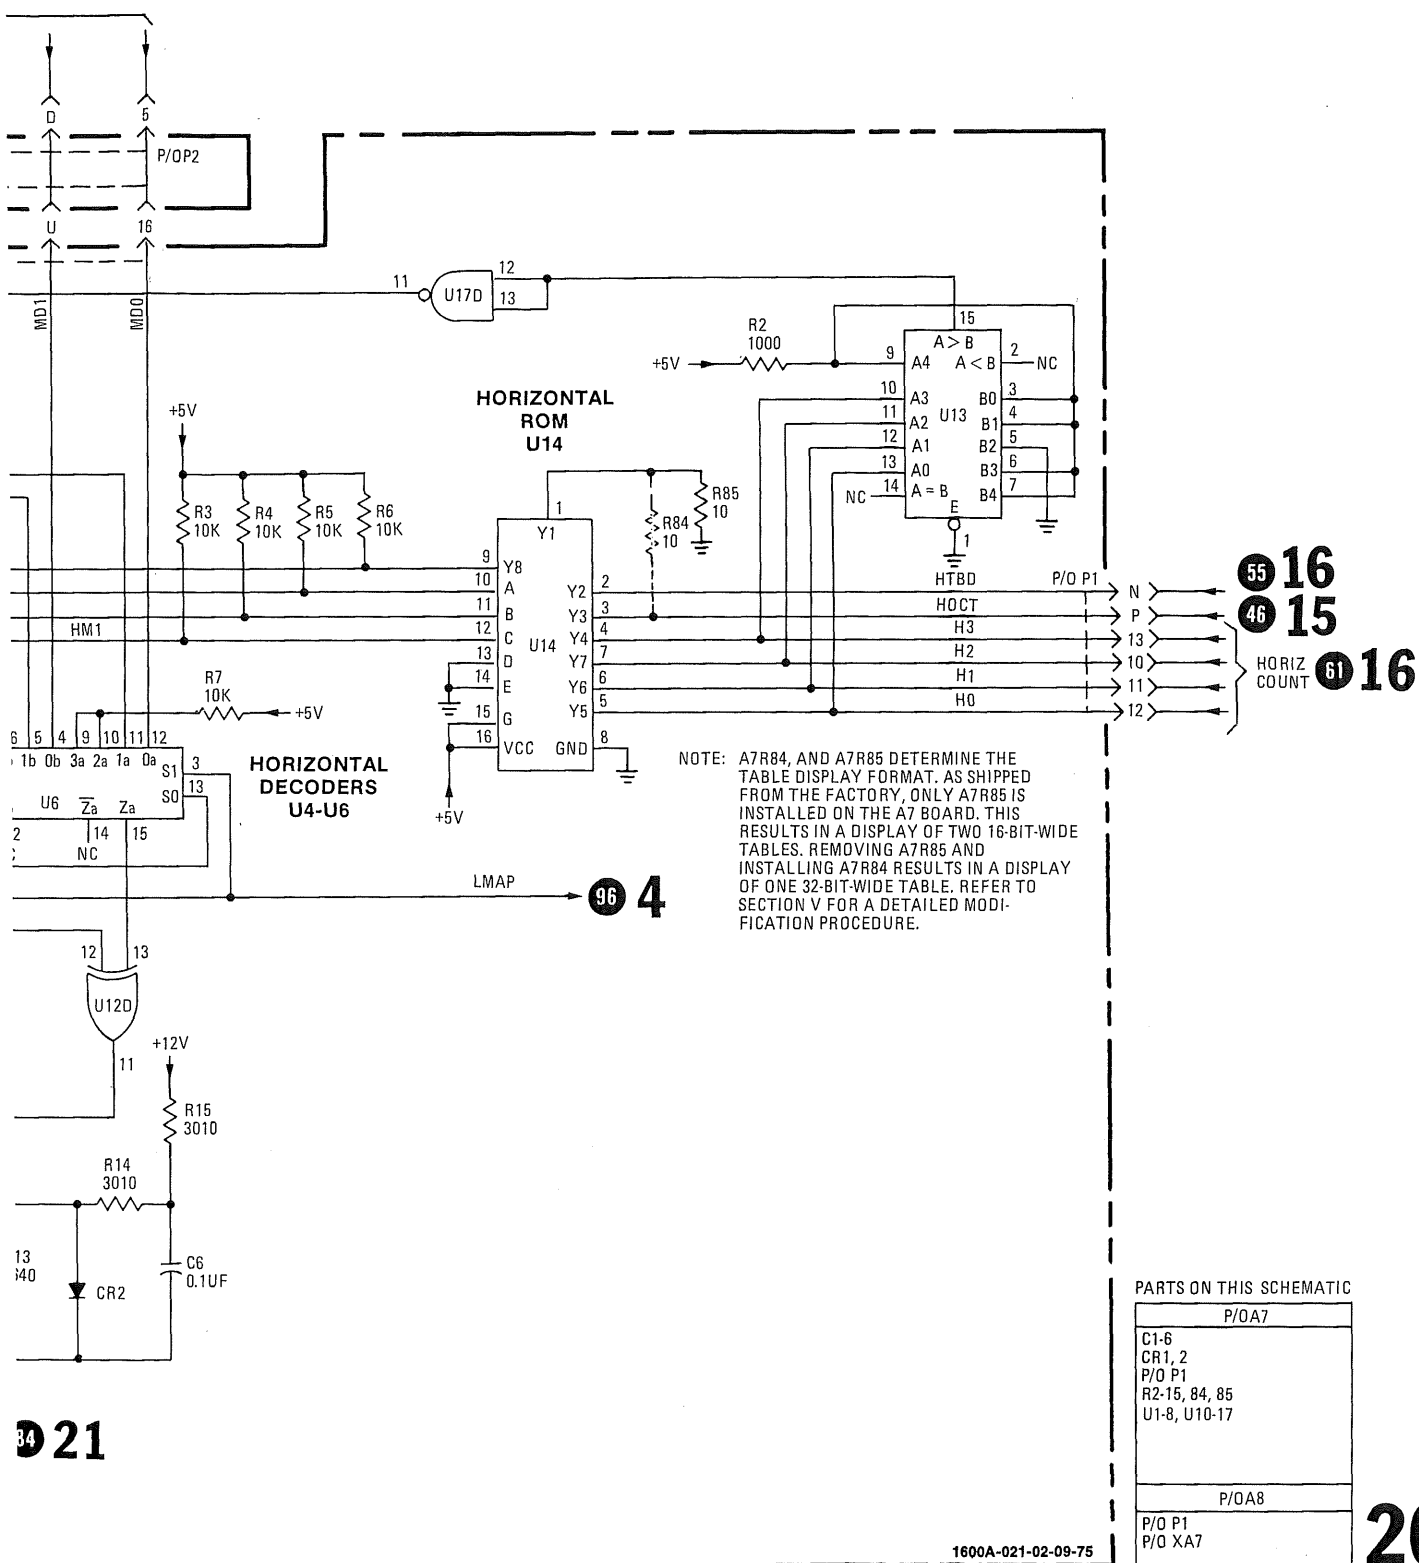 D
5
P/OP2
U
16
MD1
MD0
11
U17D
12
13
R2
1000
+5V
15
A > B
9
A4
A < B
2
NC
10
A3
B0
3
11
A2
U13
B1
4
12
A1
B2
5
13
A0
B3
6
NC
14
A = B
B4
7
E
1
HORIZONTAL
ROM
U14
+5V
R3
10K
R4
10K
R5
10K
R6
10K
1
Y1
R84
10
R85
10
9
Y8
10
A
Y2
2
HTBD
P/O P1
N
55 16
11
B
Y3
3
HOCT
P
46 15
HM1
12
C
U14
Y4
4
H3
13
13
D
Y7
7
H2
10
HORIZ
COUNT
61 16
14
E
Y6
6
H1
11
15
G
Y5
5
H0
12
16
VCC
GND
8
+5V
R7
10K
+5V
6 5 4 9 10 11 12
1b 0b 3a 2a 1a 0a
S1
3
S0
13
U6
Za
Za
2
14
15
NC
HORIZONTAL
DECODERS
U4-U6
LMAP
96 4
NOTE: A7R84, AND A7R85 DETERMINE THE
TABLE DISPLAY FORMAT. AS SHIPPED
FROM THE FACTORY, ONLY A7R85 IS
INSTALLED ON THE A7 BOARD. THIS
RESULTS IN A DISPLAY OF TWO 16-BIT-WIDE
TABLES. REMOVING A7R85 AND
INSTALLING A7R84 RESULTS IN A DISPLAY
OF ONE 32-BIT-WIDE TABLE. REFER TO
SECTION V FOR A DETAILED MODI-
FICATION PROCEDURE.
12
13
U12D
11
+12V
R15
3010
R14
3010
13
CR2
C6
0.1UF
21
PARTS ON THIS SCHEMATIC
P/OA7
C1-6
CR1, 2
P/O P1
R2-15, 84, 85
U1-8, U10-17
P/OA8
P/O P1
P/O XA7
1600A-021-02-09-75